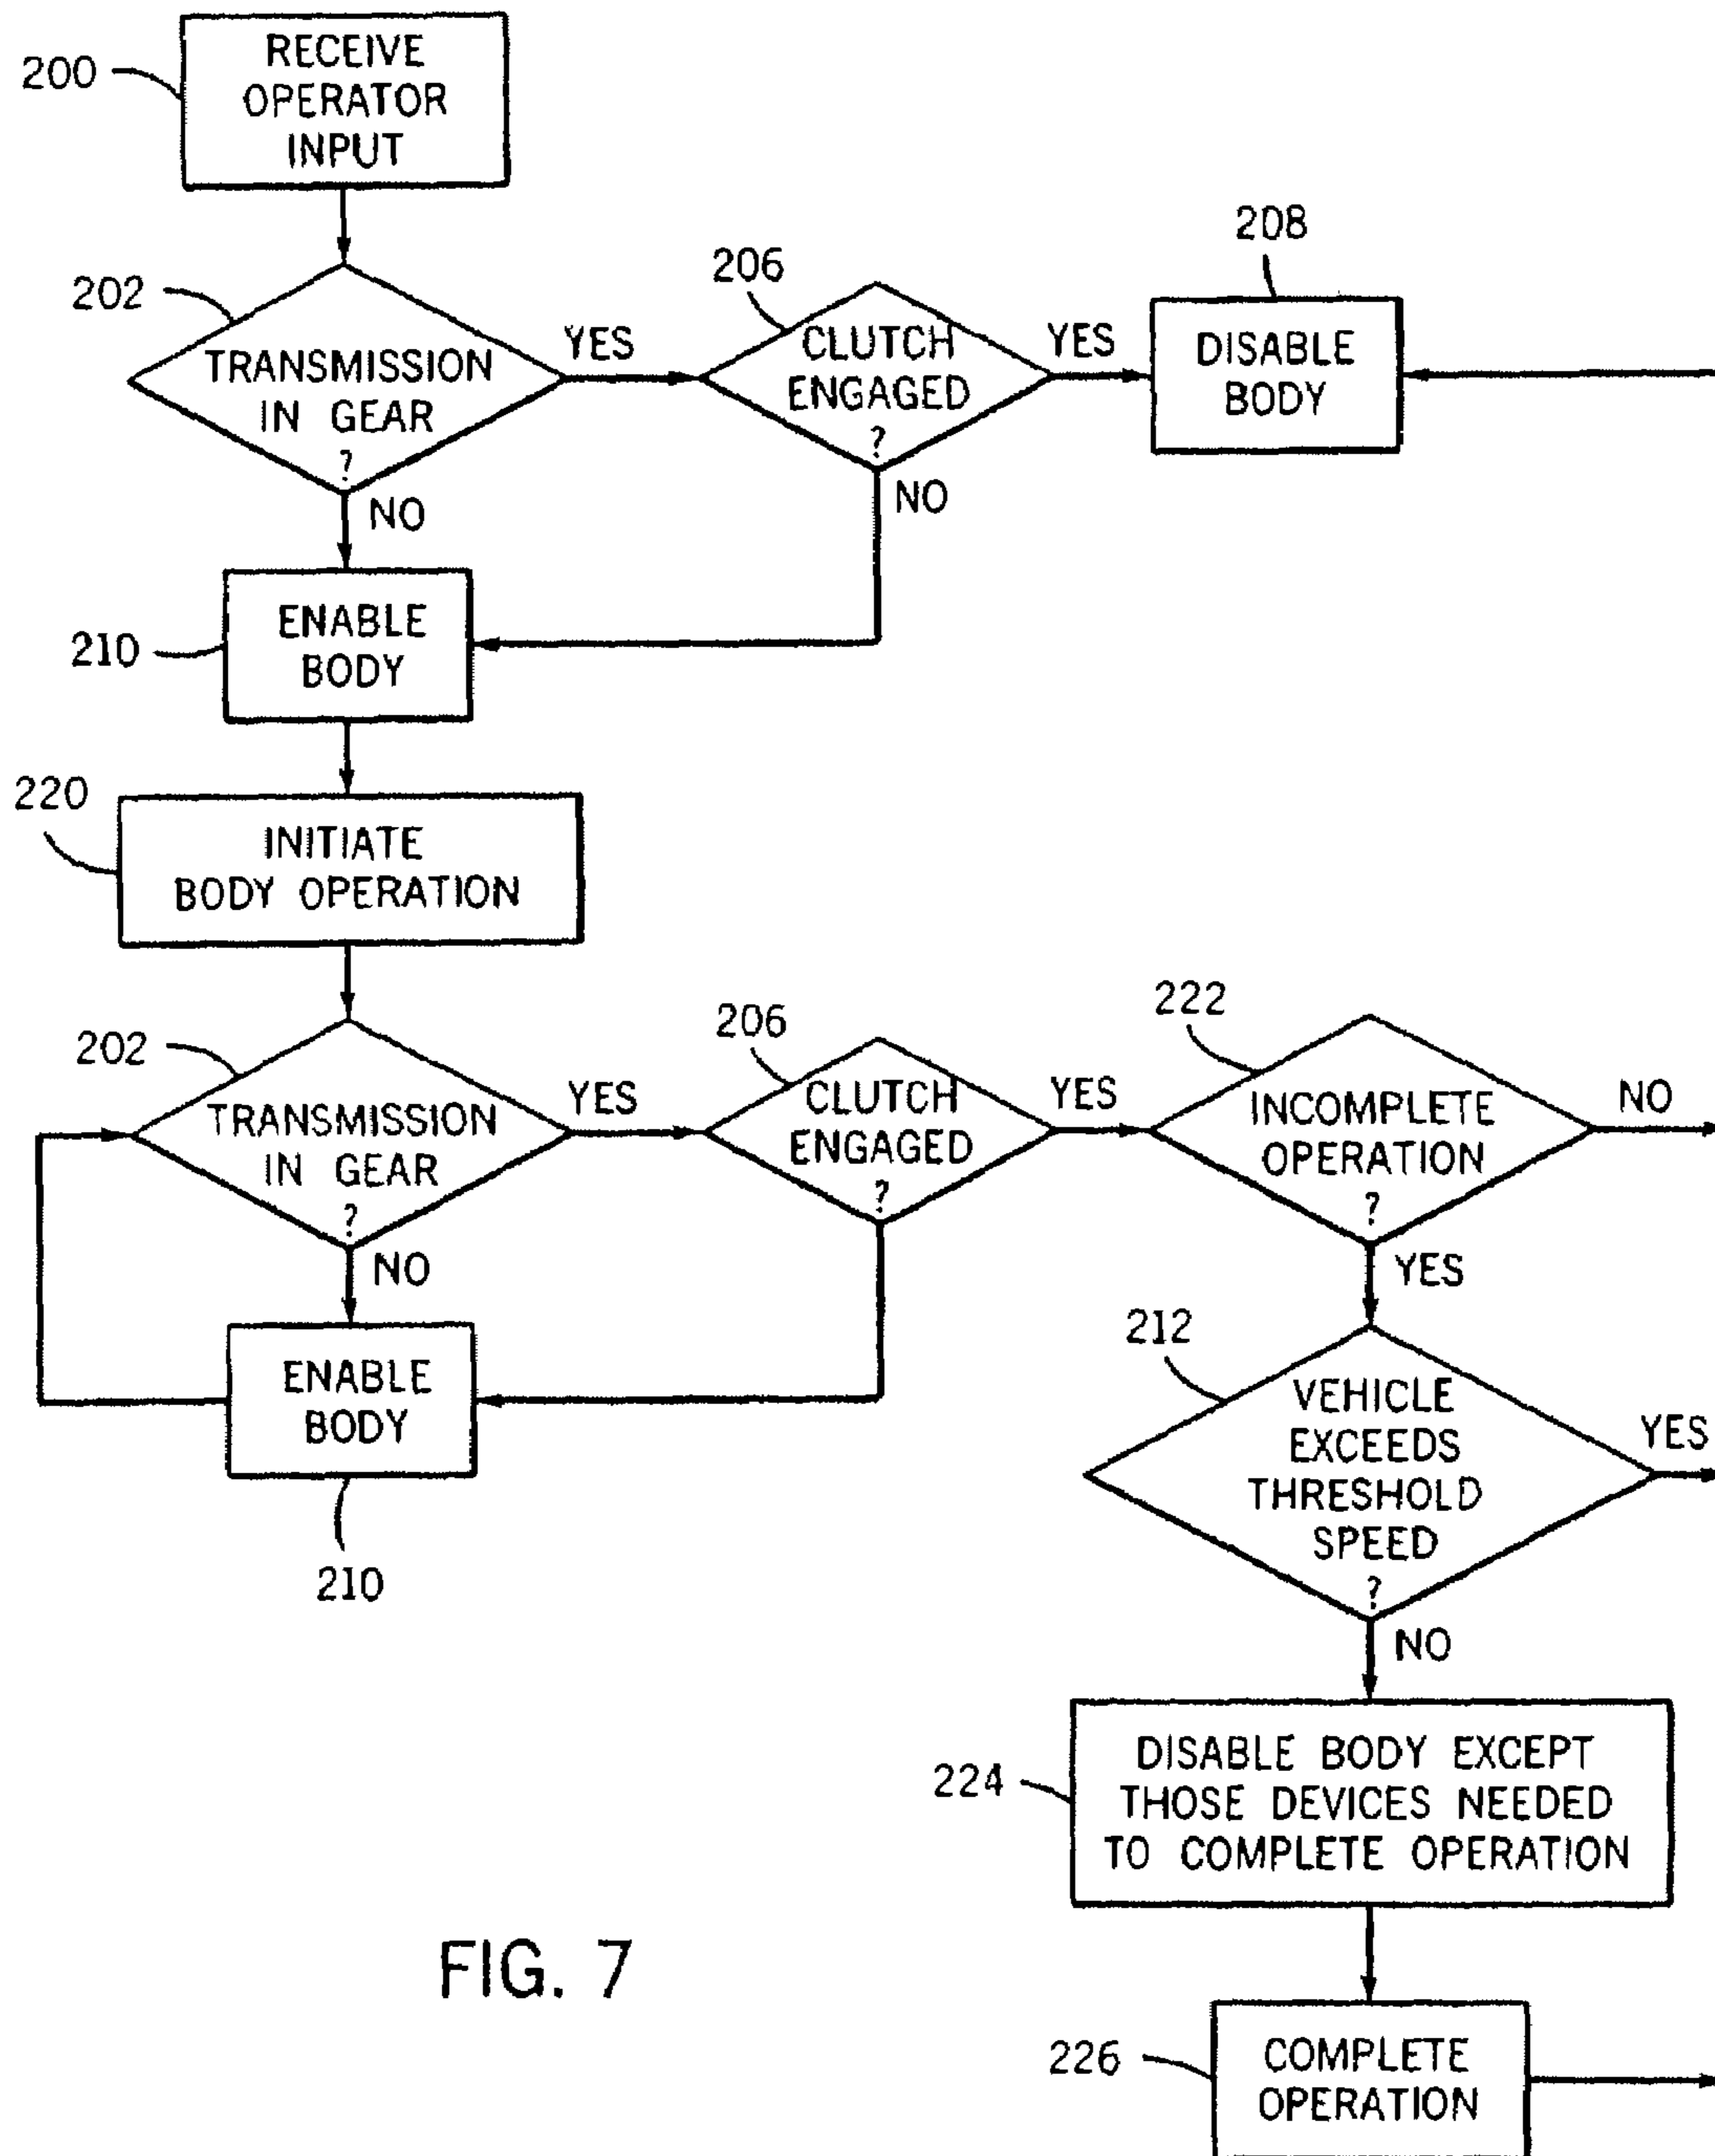 200
RECEIVE
OPERATOR
INPUT
202
TRANSMISSION
IN GEAR
?
YES
NO
206
CLUTCH
ENGAGED
?
YES
NO
208
DISABLE
BODY
210
ENABLE
BODY
220
INITIATE
BODY OPERATION
202
TRANSMISSION
IN GEAR
?
YES
NO
206
CLUTCH
ENGAGED
?
YES
222
INCOMPLETE
OPERATION
?
NO
YES
210
ENABLE
BODY
212
VEHICLE
EXCEEDS
THRESHOLD
SPEED
?
YES
NO
224
DISABLE BODY EXCEPT
THOSE DEVICES NEEDED
TO COMPLETE OPERATION
226
COMPLETE
OPERATION
FIG. 7